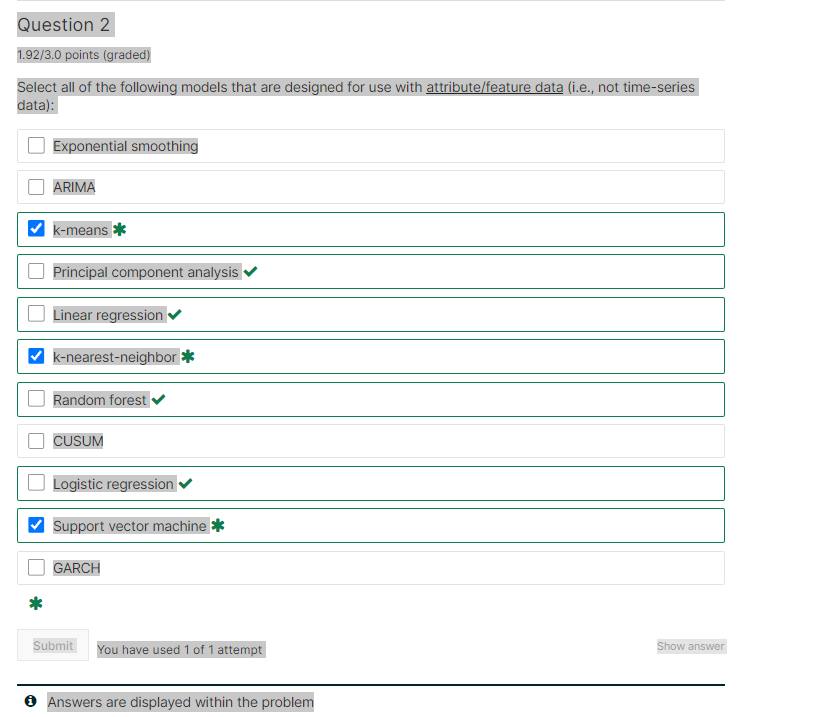 Question 2
1.92/3.0 points (graded)
Select all of the following models that are designed for use with attribute/feature data (i.e., not time-series
data):
Exponential smoothing
ARIMA
k-means
Principal component analysis
Linear regression
k-nearest-neighbor
Random forest
CUSUM
Logistic regression
Support vector machine
GARCH
Submit
You have used 1 of 1 attempt
Show answer
Answers are displayed within the problem